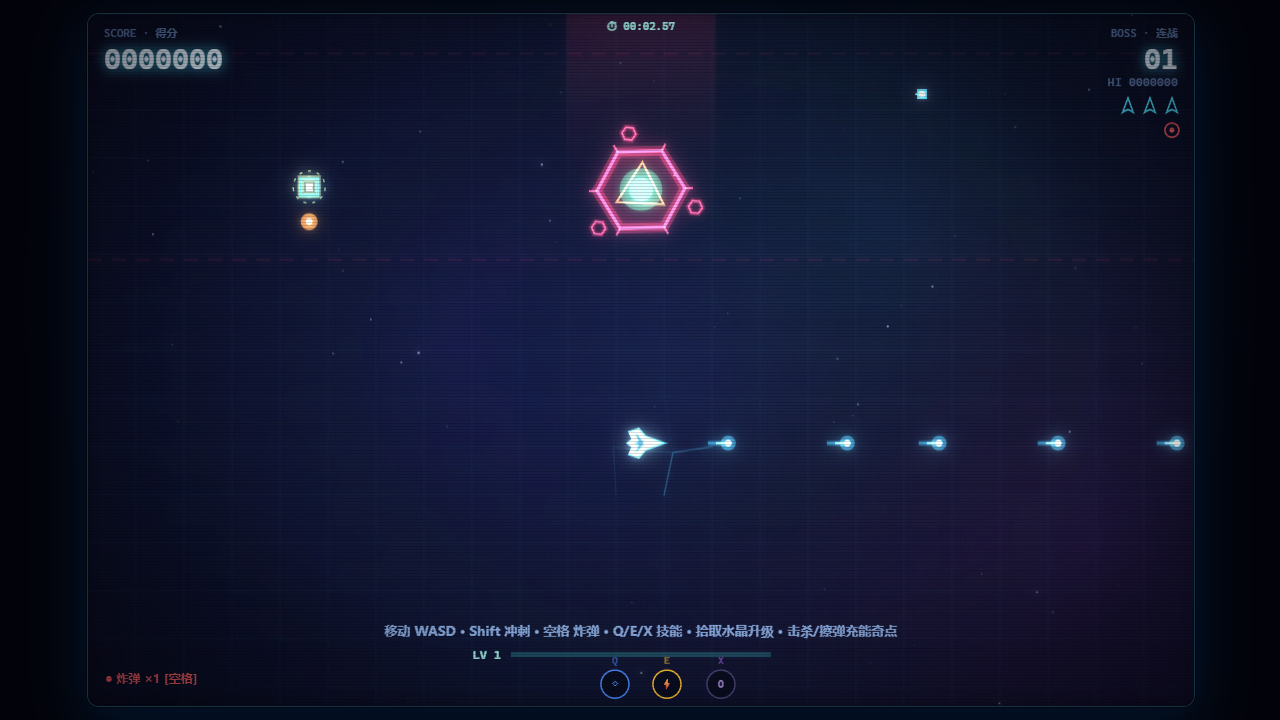 SCORE · 得分
0000000
00:02.57
BOSS · 连战
01
HI 0000000
移动 WASD • Shift 冲刺 • 空格 炸弹 • Q/E/X 技能 • 拾取水晶升级 • 击杀/擦弹充能奇点
LV 1
Q E X
0
炸弹 ×1 [空格]